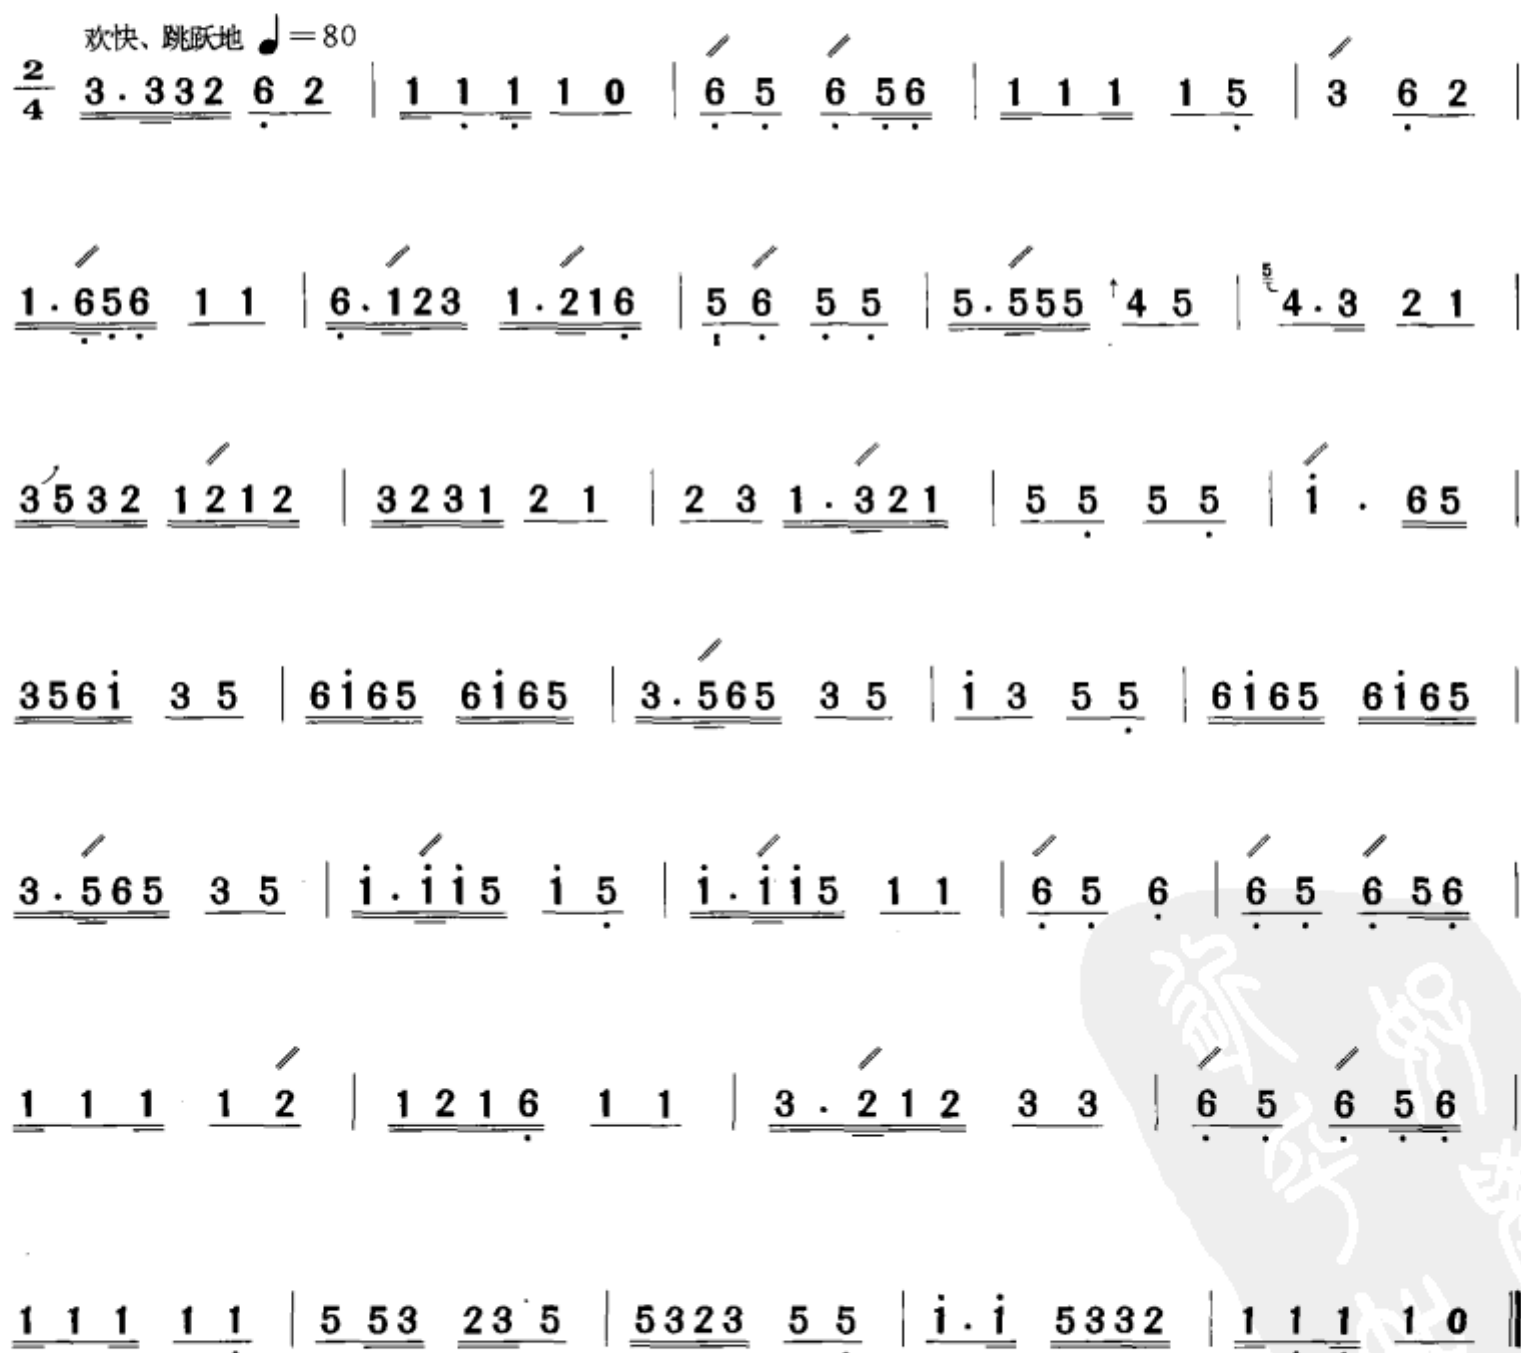 欢快、跳跃地 ♩=80
2/4 3·332 6 2 | 1 1 1 1 0 | 6 5 6 56 | 1 1 1 1 5 | 3 6 2 |
1·656 1 1 | 6·123 1·216 | 5 6 5 5 | 5·555 ↑4 5 | 5 4·3 2 1 |
3532 1212 | 3231 2 1 | 2 3 1·321 | 5 5 5 5 | i · 65 |
356i 3 5 | 6i65 6i65 | 3·565 3 5 | i 3 5 5 | 6i65 6i65 |
3·565 3 5 | i·ii5 i 5 | i·ii5 1 1 | 6 5 6 | 6 5 6 56 |
1 1 1 1 2 | 1216 1 1 | 3·212 3 3 | 6 5 6 56 |
1 1 1 1 1 | 5 53 23 5 | 5323 5 5 | i·i 5332 | 1 1 1 1 0 ‖